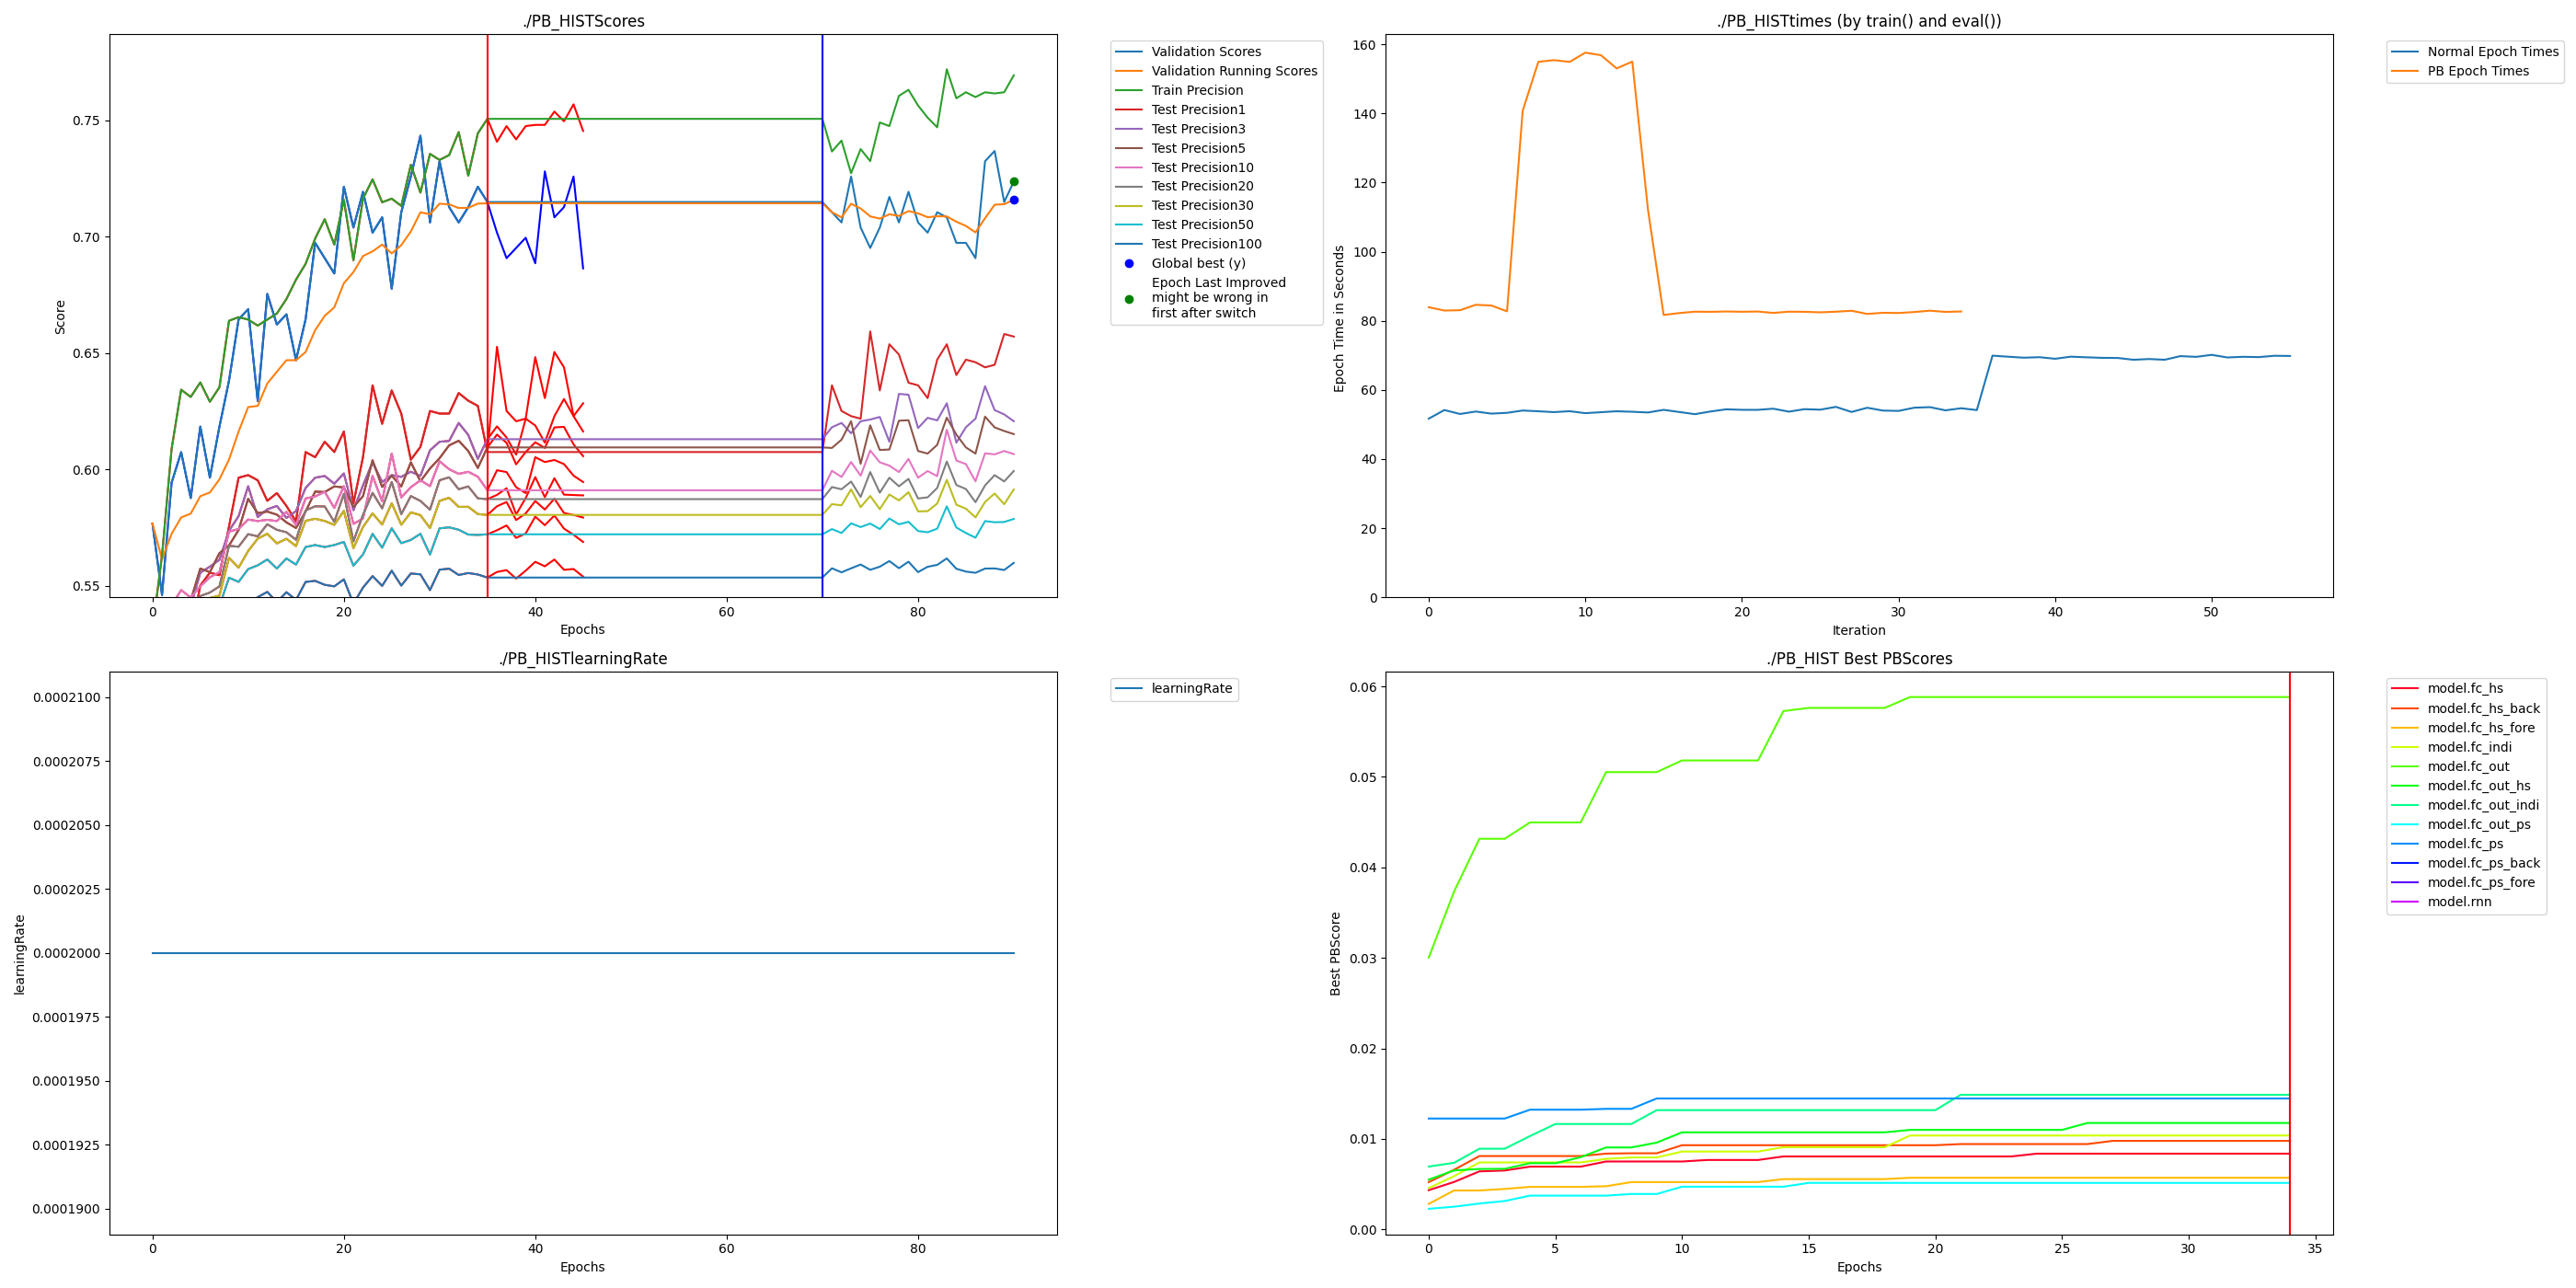 ./PB_HISTScores
Score
0.75
0.70
0.65
0.60
0.55
0 20 40 60 80
Epochs
Validation Scores
Validation Running Scores
Train Precision
Test Precision1
Test Precision3
Test Precision5
Test Precision10
Test Precision20
Test Precision30
Test Precision50
Test Precision100
Global best (y)
Epoch Last Improved
might be wrong in
first after switch
./PB_HISTtimes (by train() and eval())
Epoch Time in Seconds
160
140
120
100
80
60
40
20
0
0 10 20 30 40 50
Iteration
Normal Epoch Times
PB Epoch Times
./PB_HISTlearningRate
learningRate
0.0002100
0.0002075
0.0002050
0.0002025
0.0002000
0.0001975
0.0001950
0.0001925
0.0001900
0 20 40 60 80
Epochs
learningRate
./PB_HIST Best PBScores
Best PBScore
0.06
0.05
0.04
0.03
0.02
0.01
0.00
0 5 10 15 20 25 30 35
Epochs
model.fc_hs
model.fc_hs_back
model.fc_hs_fore
model.fc_indi
model.fc_out
model.fc_out_hs
model.fc_out_indi
model.fc_out_ps
model.fc_ps
model.fc_ps_back
model.fc_ps_fore
model.rnn